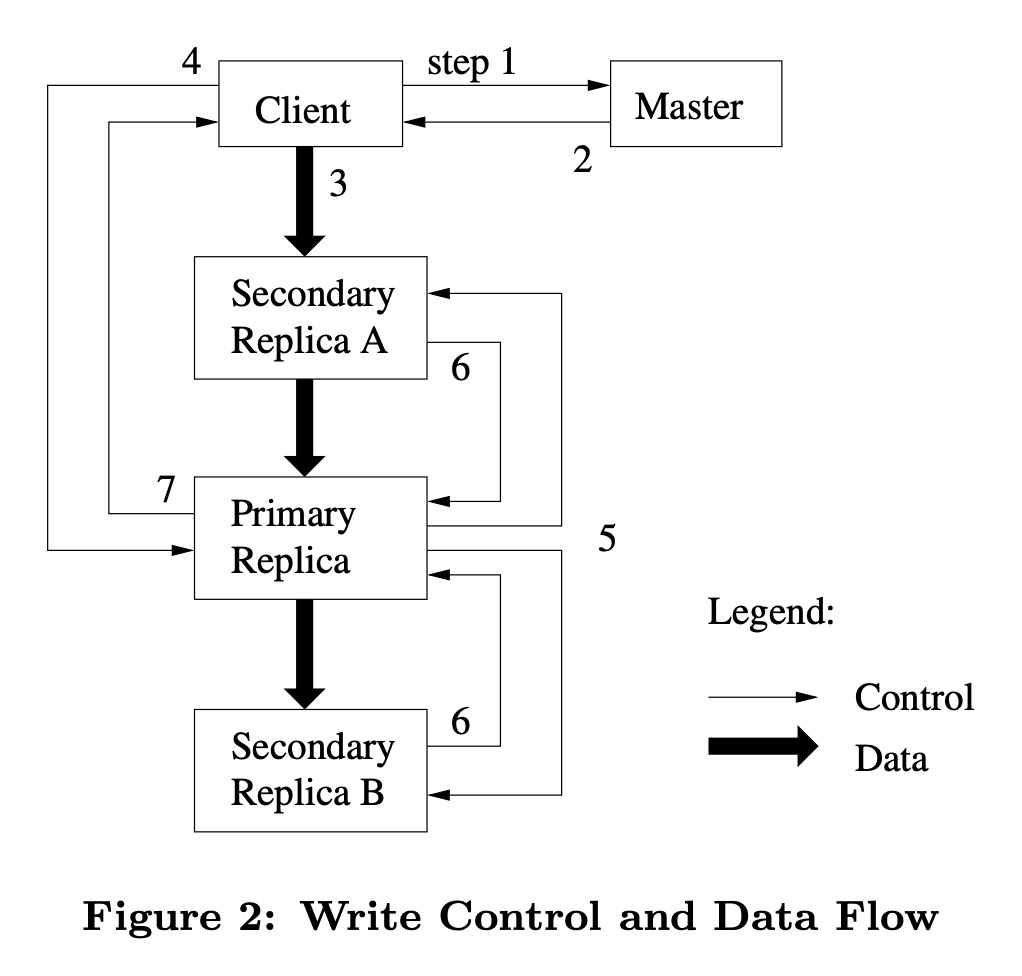 4
step 1
Client
Master
2
3
Secondary
Replica A
6
7
Primary
Replica
5
Legend:
Control
6
Secondary
Replica B
Data
Figure 2: Write Control and Data Flow